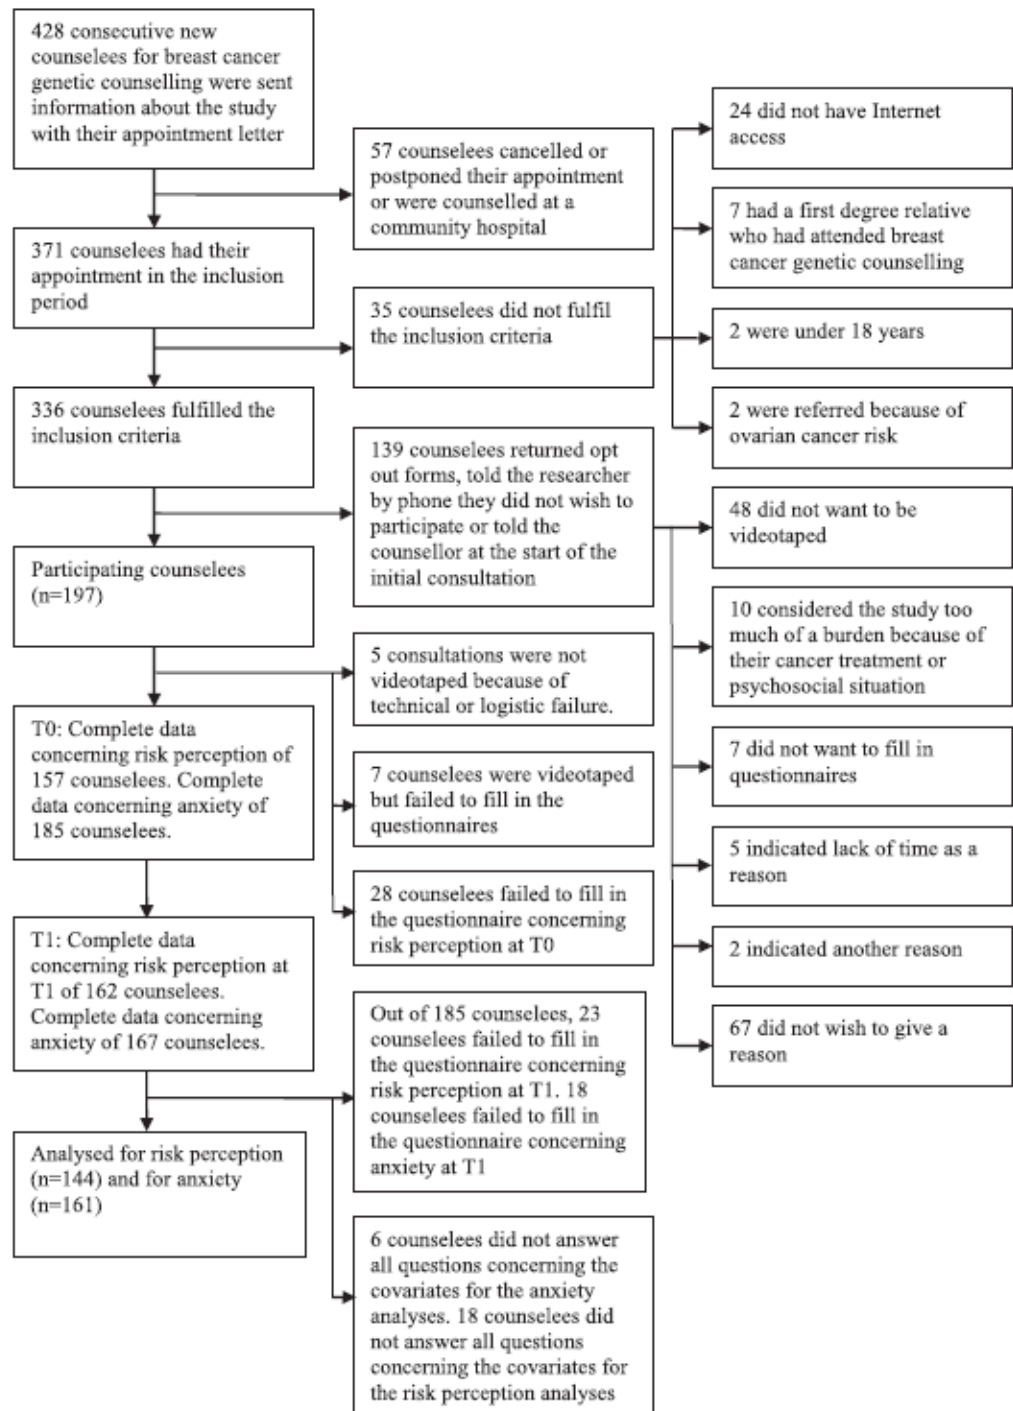 428 consecutive new
counselees for breast cancer
genetic counselling were sent
information about the study
with their appointment letter
57 counselees cancelled or
postponed their appointment
or were counselled at a
community hospital
24 did not have Internet
access
7 had a first degree relative
who had attended breast
cancer genetic counselling
371 counselees had their
appointment in the inclusion
period
35 counselees did not fulfil
the inclusion criteria
2 were under 18 years
2 were referred because of
ovarian cancer risk
336 counselees fulfilled the
inclusion criteria
139 counselees returned opt
out forms, told the researcher
by phone they did not wish to
participate or told the
counsellor at the start of the
initial consultation
48 did not want to be
videotaped
10 considered the study too
much of a burden because of
their cancer treatment or
psychosocial situation
7 did not want to fill in
questionnaires
5 indicated lack of time as a
reason
2 indicated another reason
67 did not wish to give a
reason
Participating counselees
(n=197)
5 consultations were not
videotaped because of
technical or logistic failure.
7 counselees were videotaped
but failed to fill in the
questionnaires
28 counselees failed to fill in
the questionnaire concerning
risk perception at T0
T0: Complete data
concerning risk perception of
157 counselees. Complete
data concerning anxiety of
185 counselees.
T1: Complete data
concerning risk perception at
T1 of 162 counselees.
Complete data concerning
anxiety of 167 counselees.
Out of 185 counselees, 23
counselees failed to fill in
the questionnaire concerning
risk perception at T1. 18
counselees failed to fill in
the questionnaire concerning
anxiety at T1
6 counselees did not answer
all questions concerning the
covariates for the anxiety
analyses. 18 counselees did
not answer all questions
concerning the covariates for
the risk perception analyses
Analysed for risk perception
(n=144) and for anxiety
(n=161)